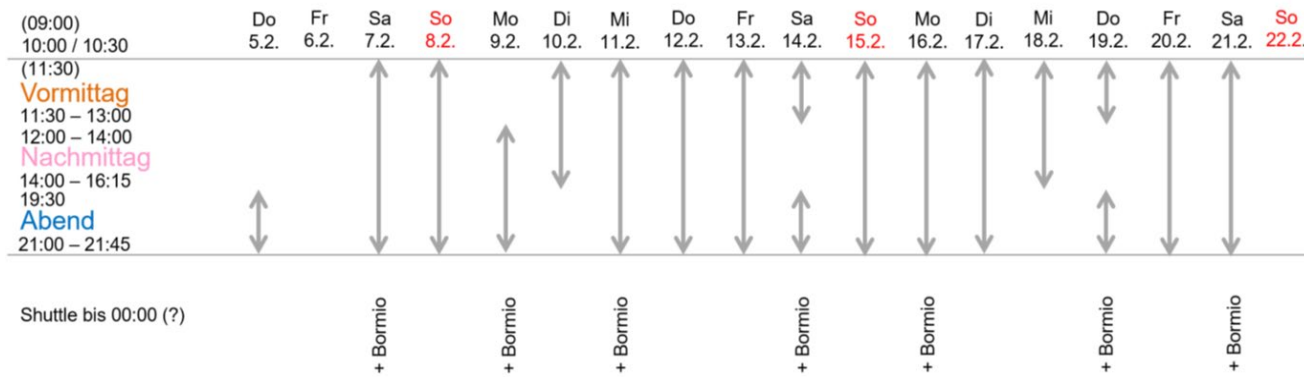 (09:00)
10:00 / 10:30
Do Fr Sa So Mo Di Mi Do Fr Sa So Mo Di Mi Do Fr Sa So
5.2. 6.2. 7.2. 8.2. 9.2. 10.2. 11.2. 12.2. 13.2. 14.2. 15.2. 16.2. 17.2. 18.2. 19.2. 20.2. 21.2. 22.2.
(11:30)
Vormittag
11:30 – 13:00
12:00 – 14:00
Nachmittag
14:00 – 16:15
19:30
Abend
21:00 – 21:45
Shuttle bis 00:00 (?)
+ Bormio
+ Bormio
+ Bormio
+ Bormio
+ Bormio
+ Bormio
+ Bormio